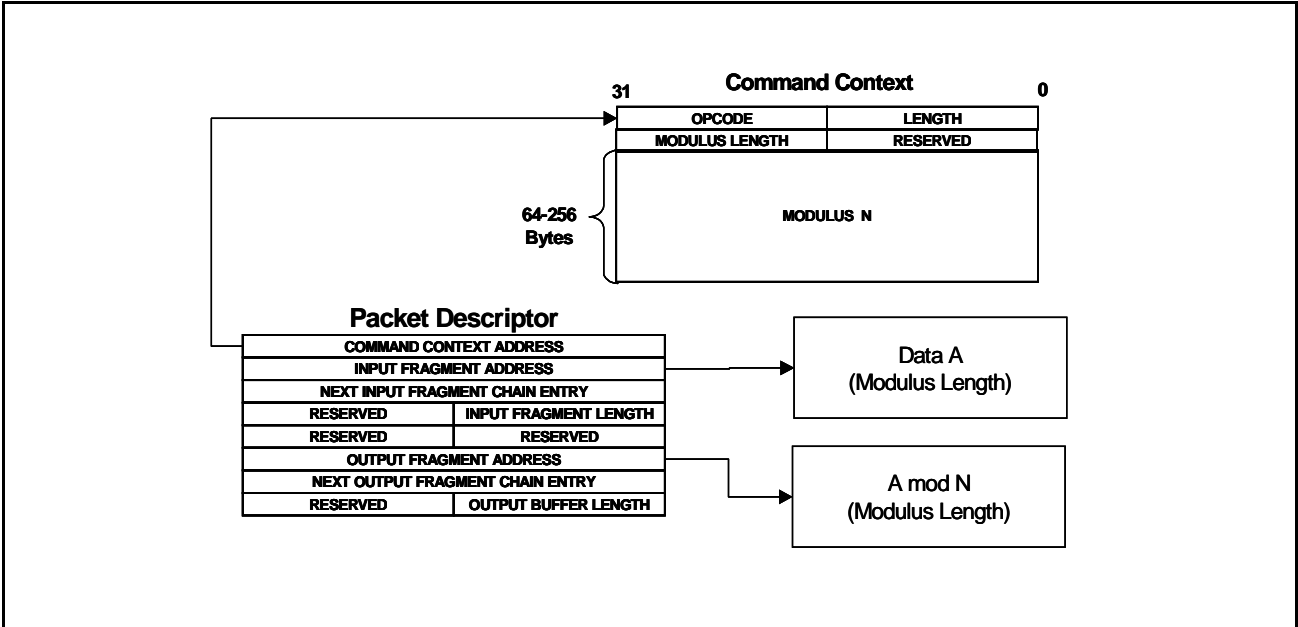 Command Context
31 0
OPCODE LENGTH
MODULUS LENGTH RESERVED
64-256
Bytes
MODULUS N
Packet Descriptor
COMMAND CONTEXT ADDRESS
INPUT FRAGMENT ADDRESS
NEXT INPUT FRAGMENT CHAIN ENTRY
RESERVED INPUT FRAGMENT LENGTH
RESERVED RESERVED
OUTPUT FRAGMENT ADDRESS
NEXT OUTPUT FRAGMENT CHAIN ENTRY
RESERVED OUTPUT BUFFER LENGTH
Data A
(Modulus Length)
A mod N
(Modulus Length)